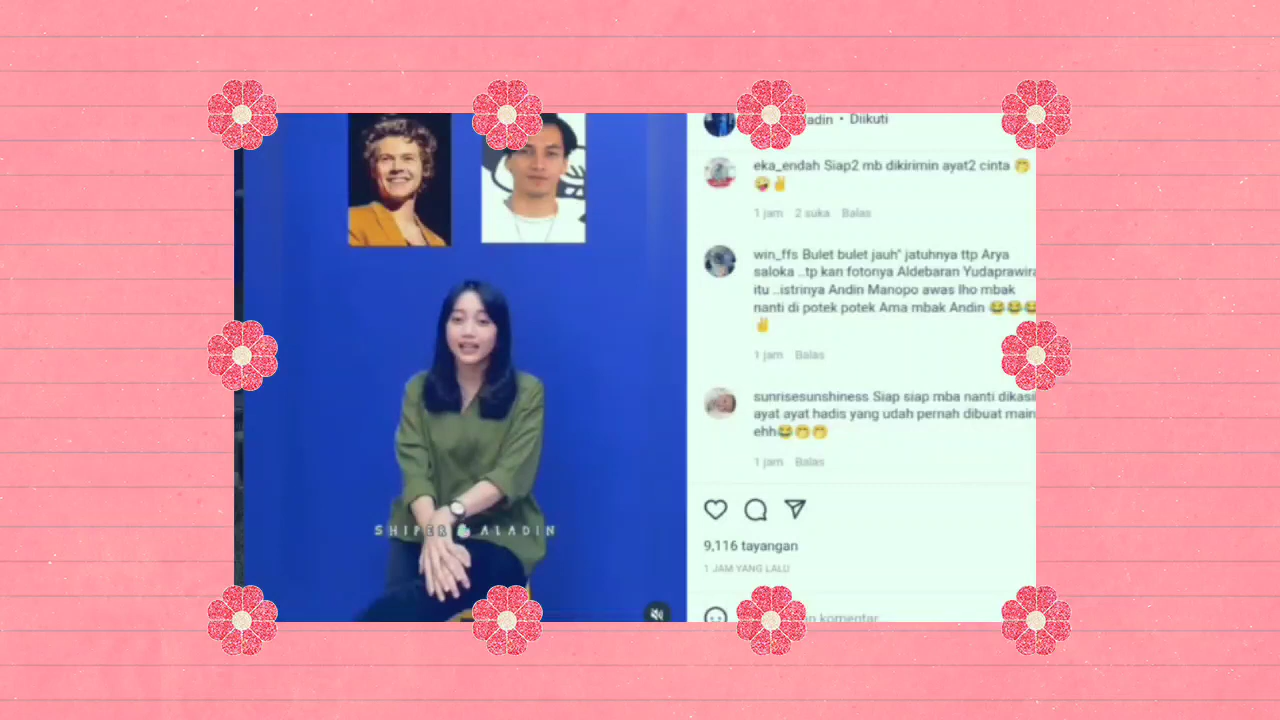 adin • Diikuti
eka_endah Siap2 mb dikirimin ayat2 cinta 🤭
🤪✌️
1 jam 2 suka Balas
win_ffs Bulet bulet jauh" jatuhnya ttp Arya
saloka ..tp kan fotonya Aldebaran Yudaprawira
itu ..istrinya Andin Manopo awas lho mbak
nanti di potek potek Ama mbak Andin 😂😂😂
✌️
1 jam Balas
sunrisesunshiness Siap siap mba nanti dikasi
ayat ayat hadis yang udah pernah dibuat main
ehh😂🤭🤭
1 jam Balas
SHIPER ALADIN
9,116 tayangan
1 JAM YANG LALU
komentar